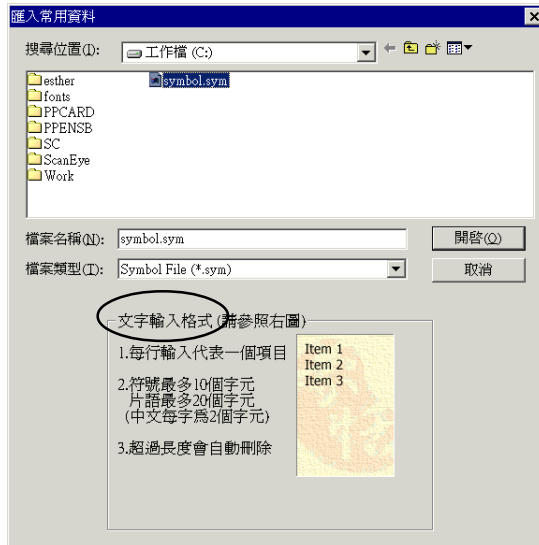 匯入常用資料
搜尋位置(I): 工作檔 (C:)
esther symbol.sym
fonts
PPCARD
PPENSB
SC
ScanEye
Work
檔案名稱(N): symbol.sym 開啓(O)
檔案類型(T): Symbol File (*.sym) 取消
文字輸入格式 (請參照右圖)
1.每行輸入代表一個項目
2.符號最多10個字元
片語最多20個字元
(中文每字爲2個字元)
3.超過長度會自動刪除
Item 1
Item 2
Item 3